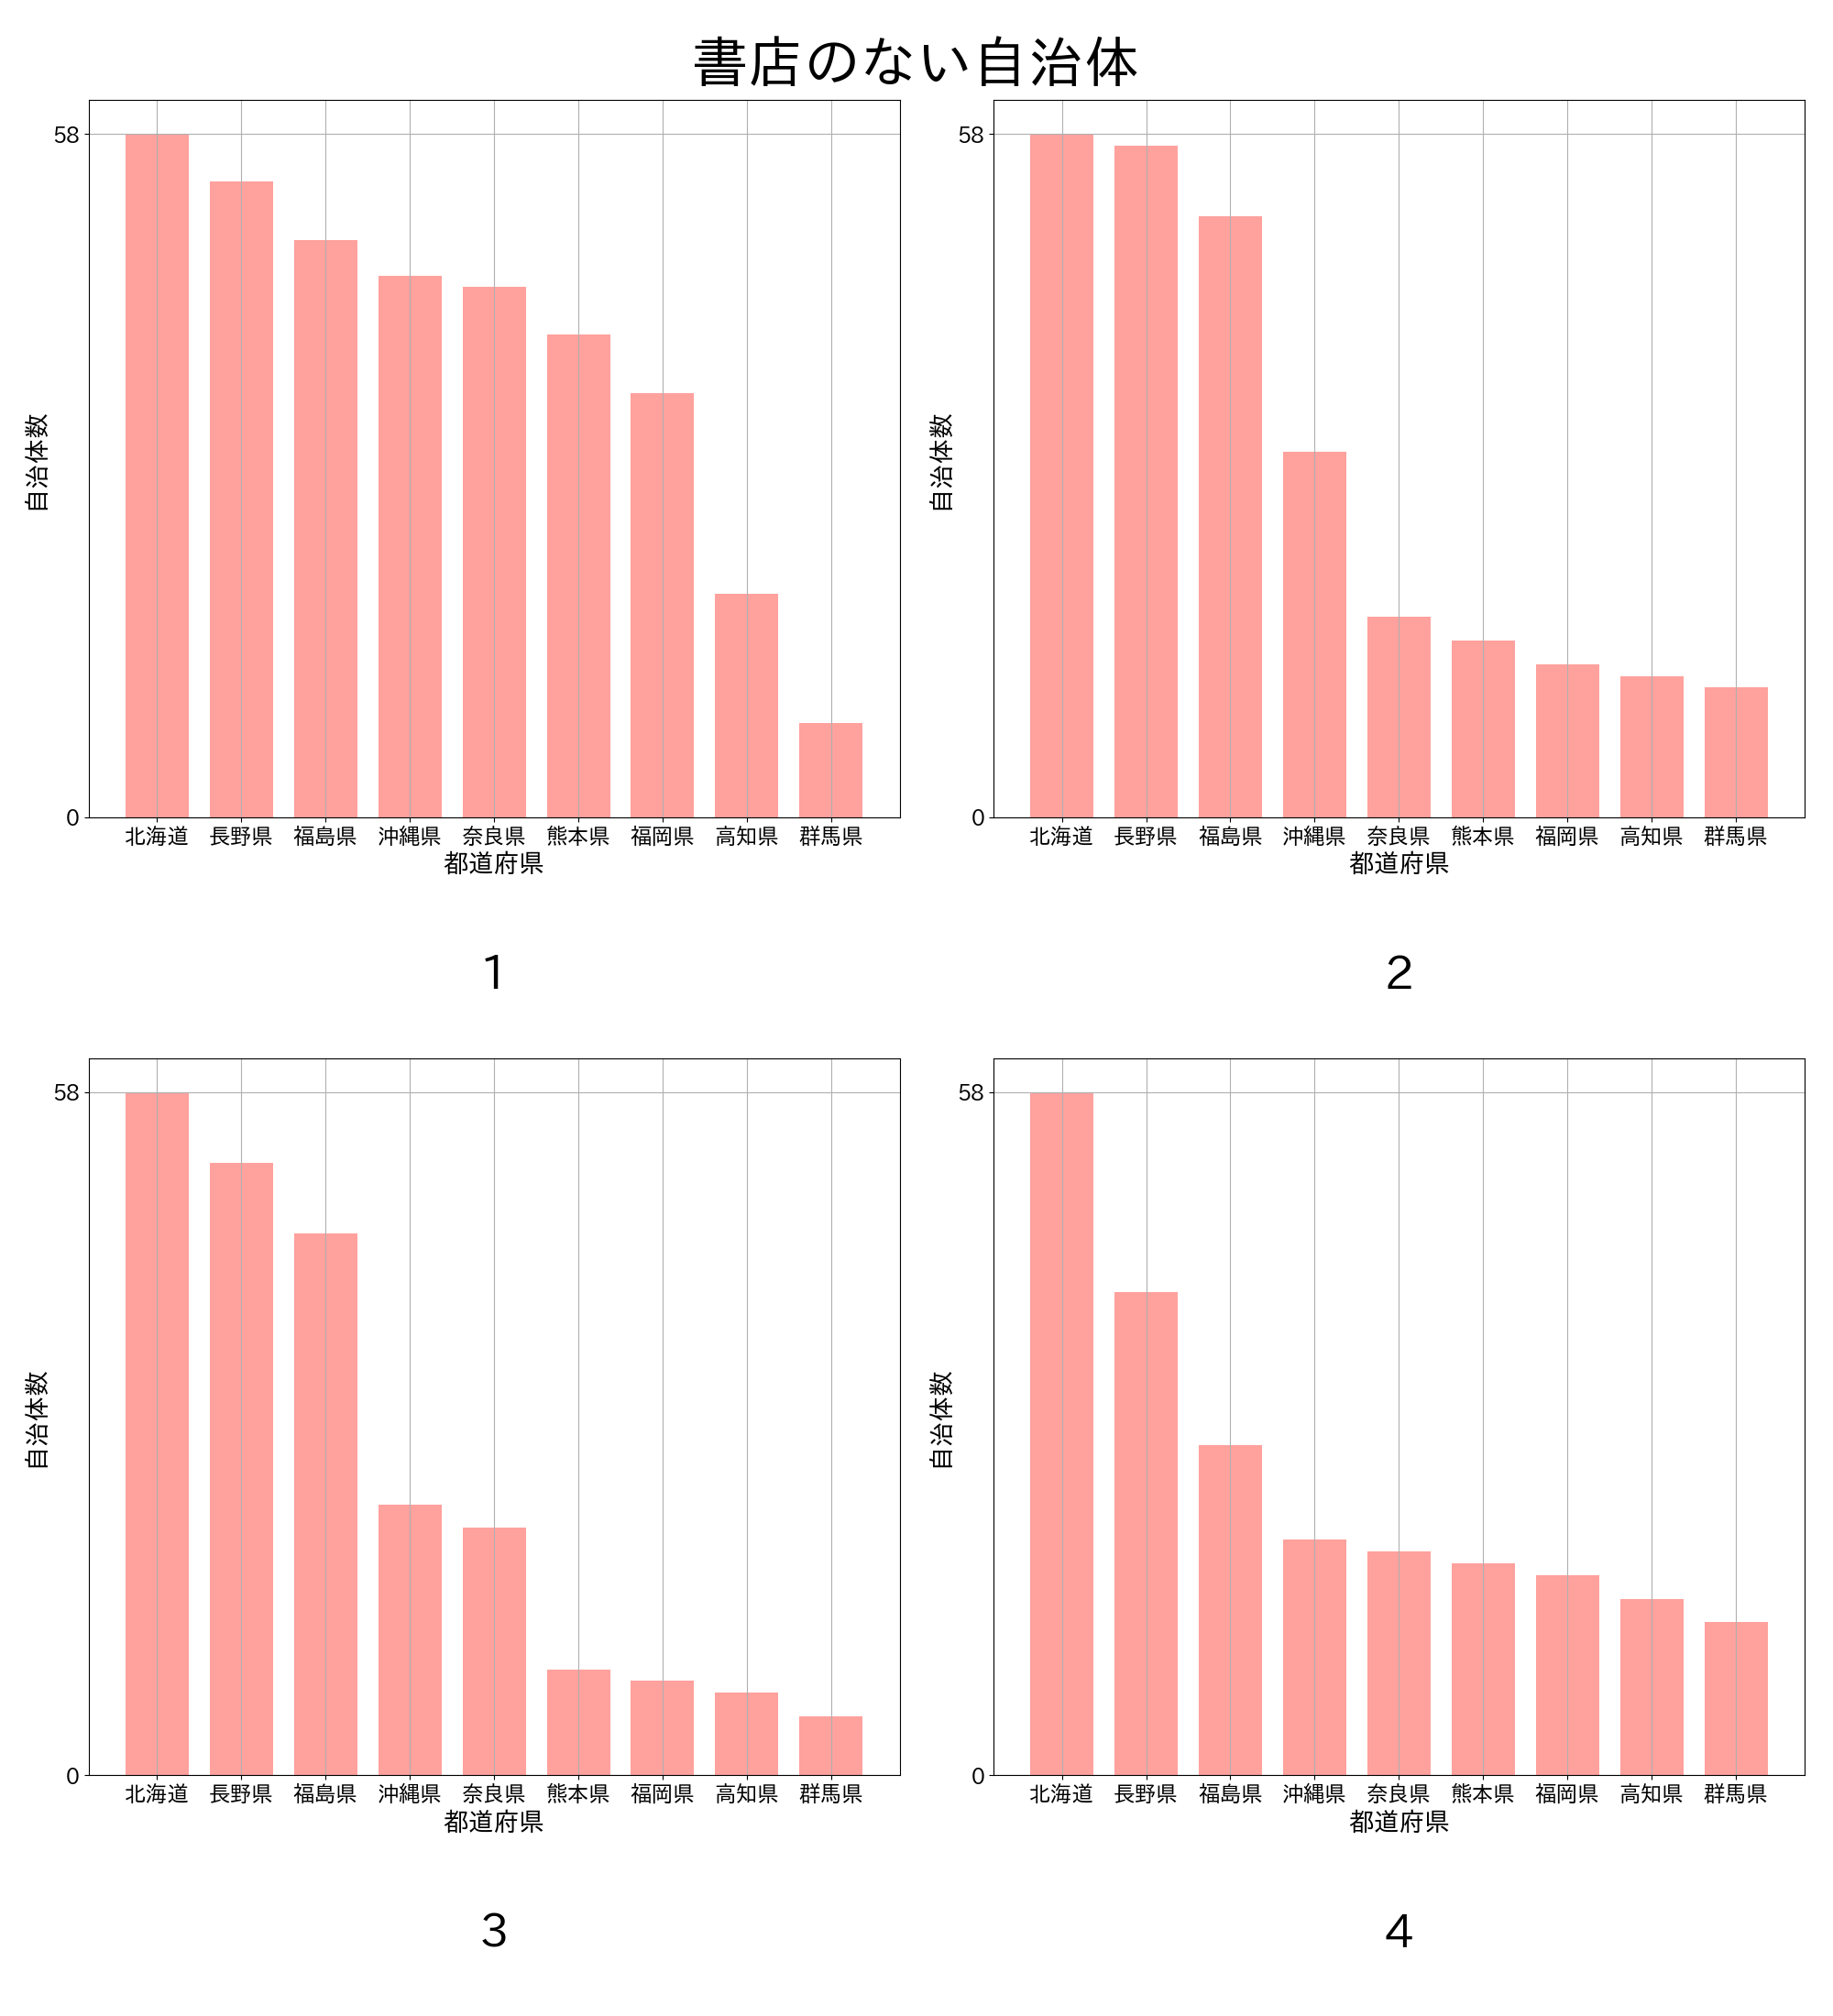 書店のない自治体
58
0
自治体数
北海道 長野県 福島県 沖縄県 奈良県 熊本県 福岡県 高知県 群馬県
都道府県
1
58
0
自治体数
北海道 長野県 福島県 沖縄県 奈良県 熊本県 福岡県 高知県 群馬県
都道府県
2
58
0
自治体数
北海道 長野県 福島県 沖縄県 奈良県 熊本県 福岡県 高知県 群馬県
都道府県
3
58
0
自治体数
北海道 長野県 福島県 沖縄県 奈良県 熊本県 福岡県 高知県 群馬県
都道府県
4